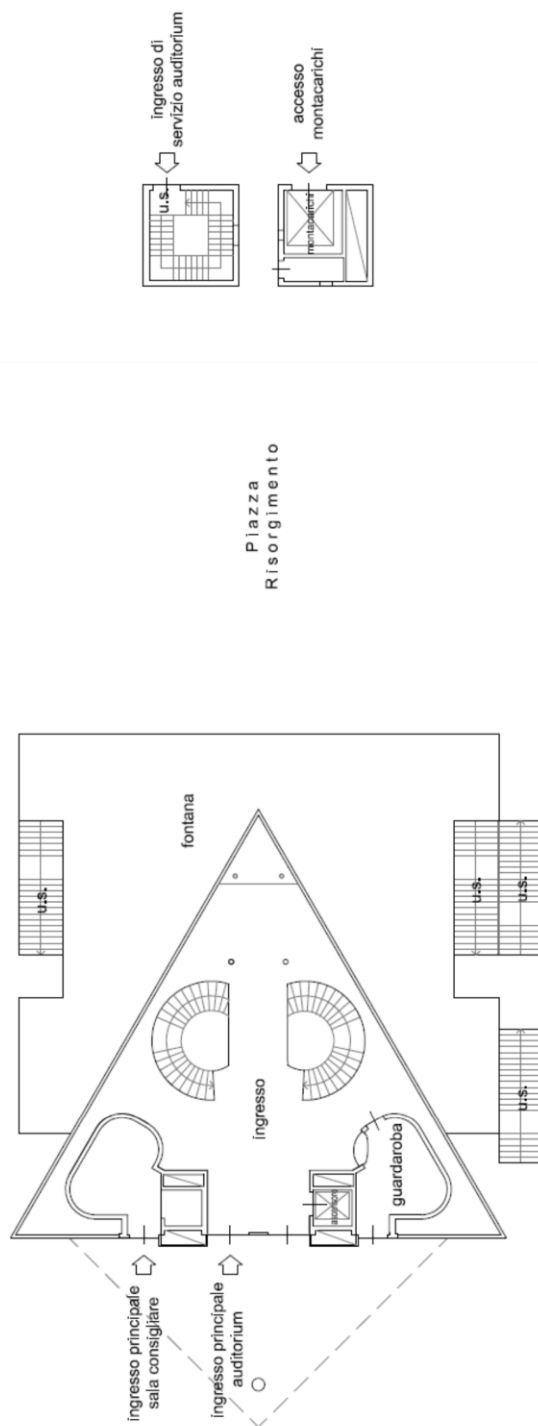 ingresso di
servizio auditorium
accesso
montacarichi
u.s.
montacarichi
Piazza
Risorgimento
fontana
u.s.
u.s.
u.s.
u.s.
ingresso
guardaroba
ascensore
ingresso principale
sala consigliare
ingresso principale
auditorium